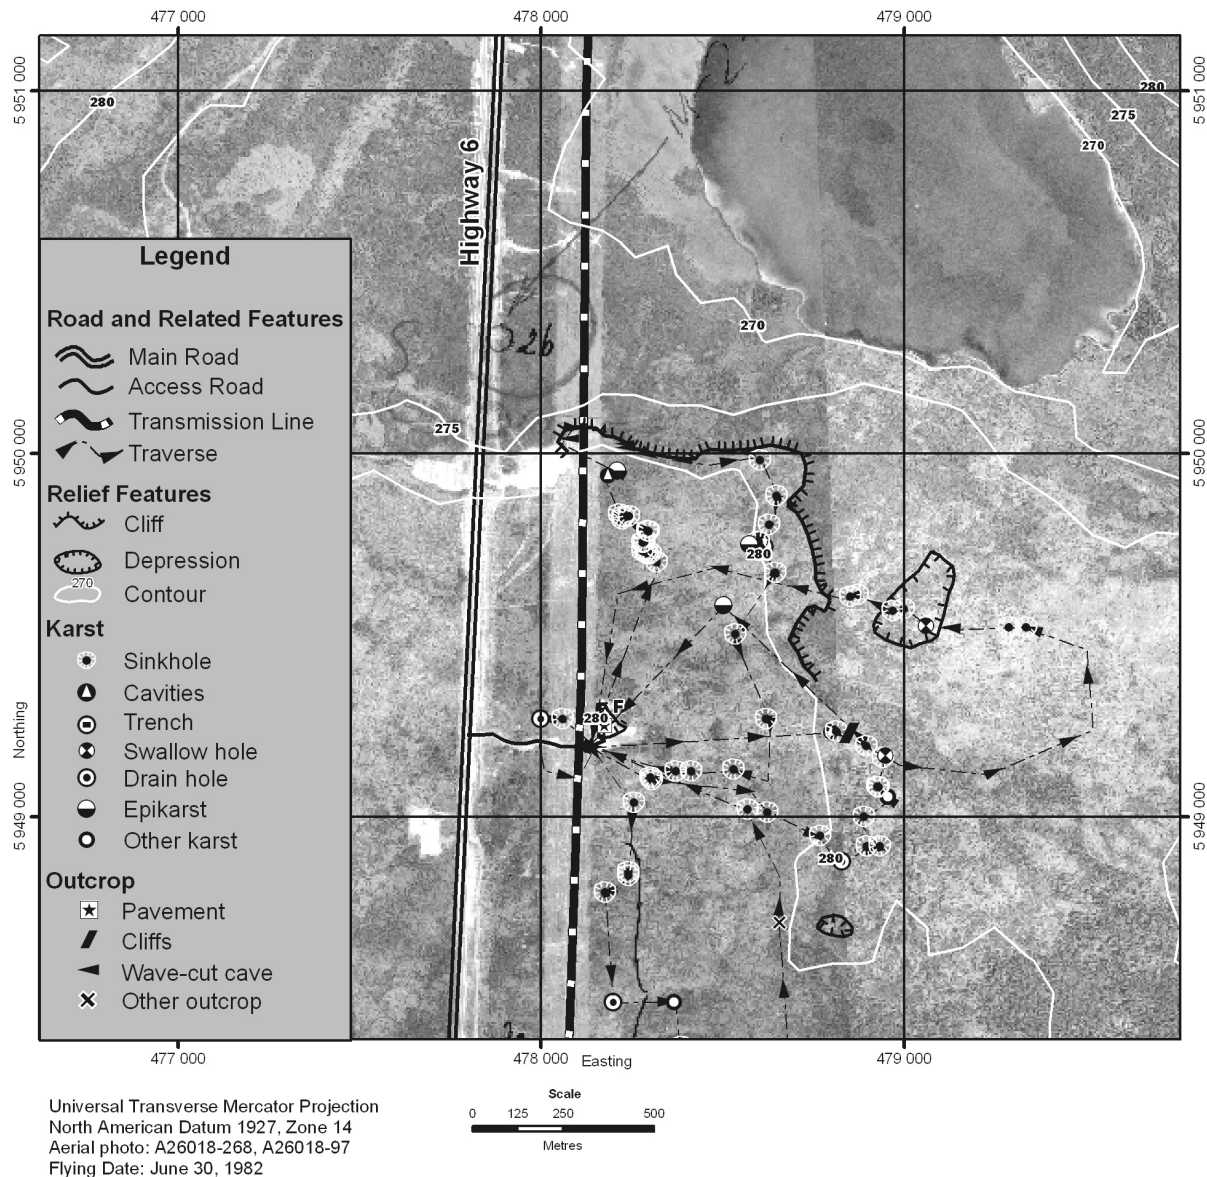 477 000 478 000 479 000
5 951 000 5 951 000
280 280
275
270
Highway 6
Legend
26
270
Road and Related Features
Main Road
Access Road
Transmission Line
Traverse
275
5 950 000 5 950 000
Relief Features
Cliff
Depression
270
Contour
280
Karst
Sinkhole
Cavities
Trench
Swallow hole
Drain hole
Epikarst
Other karst
F
280
Northing
5 949 000 5 949 000
280
Outcrop
Pavement
Cliffs
Wave-cut cave
Other outcrop
477 000 478 000 479 000
Easting
Universal Transverse Mercator Projection
North American Datum 1927, Zone 14
Aerial photo: A26018-268, A26018-97
Flying Date: June 30, 1982
Scale
0 125 250 500
Metres